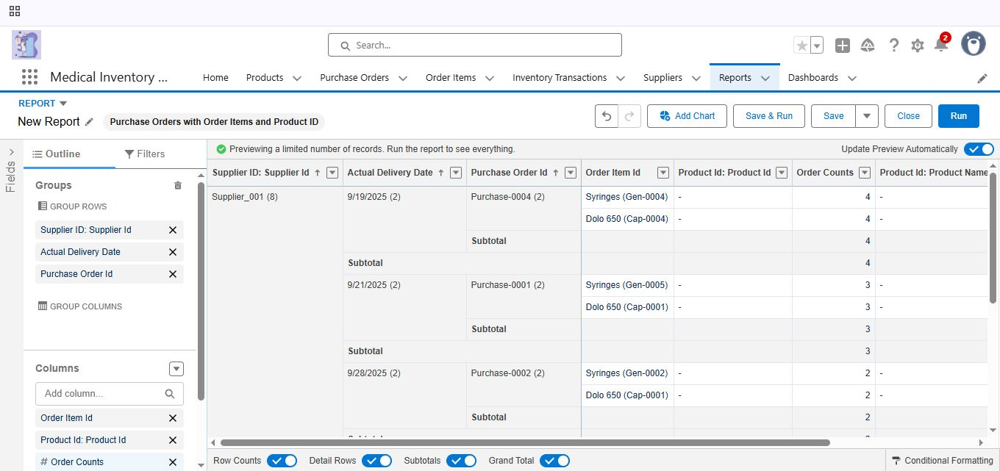 Search...
2
Medical Inventory ...
Home Products Purchase Orders Order Items Inventory Transactions Suppliers Reports Dashboards
REPORT
New Report Purchase Orders with Order Items and Product ID
Add Chart Save & Run Save Close Run
Fields
Outline Filters
Groups
GROUP ROWS
Supplier ID: Supplier Id
Actual Delivery Date
Purchase Order Id
GROUP COLUMNS
Columns
Add column...
Order Item Id
Product Id: Product Id
# Order Counts
Previewing a limited number of records. Run the report to see everything. Update Preview Automatically
Supplier ID: Supplier Id ↑ Actual Delivery Date ↑ Purchase Order Id ↑ Order Item Id Product Id: Product Id Order Counts Product Id: Product Name
Supplier_001 (8) 9/19/2025 (2) Purchase-0004 (2) Syringes (Gen-0004) - 4 -
Dolo 650 (Cap-0004) - 4 -
Subtotal 4
Subtotal 4
9/21/2025 (2) Purchase-0001 (2) Syringes (Gen-0005) - 3 -
Dolo 650 (Cap-0001) - 3 -
Subtotal 3
Subtotal 3
9/28/2025 (2) Purchase-0002 (2) Syringes (Gen-0002) - 2 -
Dolo 650 (Cap-0001) - 2 -
Subtotal 2
Row Counts Detail Rows Subtotals Grand Total Conditional Formatting